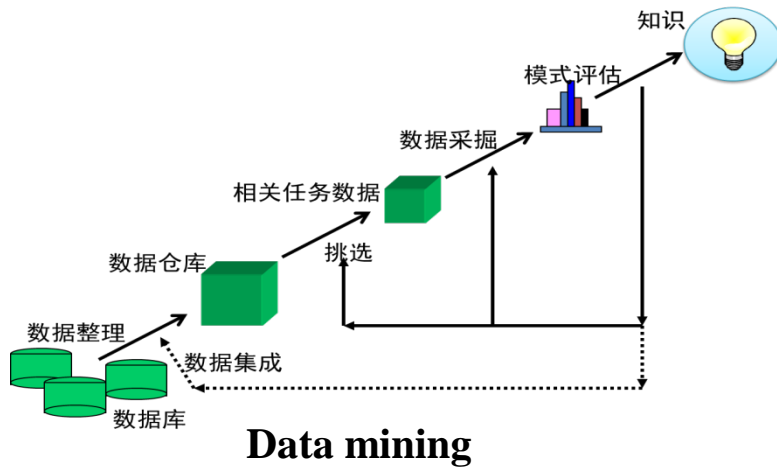 知识
模式评估
数据采掘
相关任务数据
挑选
数据仓库
数据整理
数据集成
数据库
Data mining